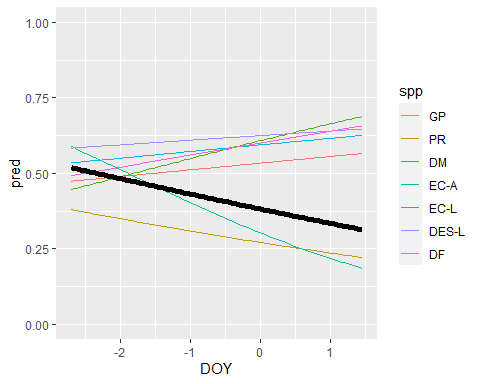 1.00
0.75
0.50
0.25
0.00
pred
-2
-1
0
1
DOY
spp
GP
PR
DM
EC-A
EC-L
DES-L
DF